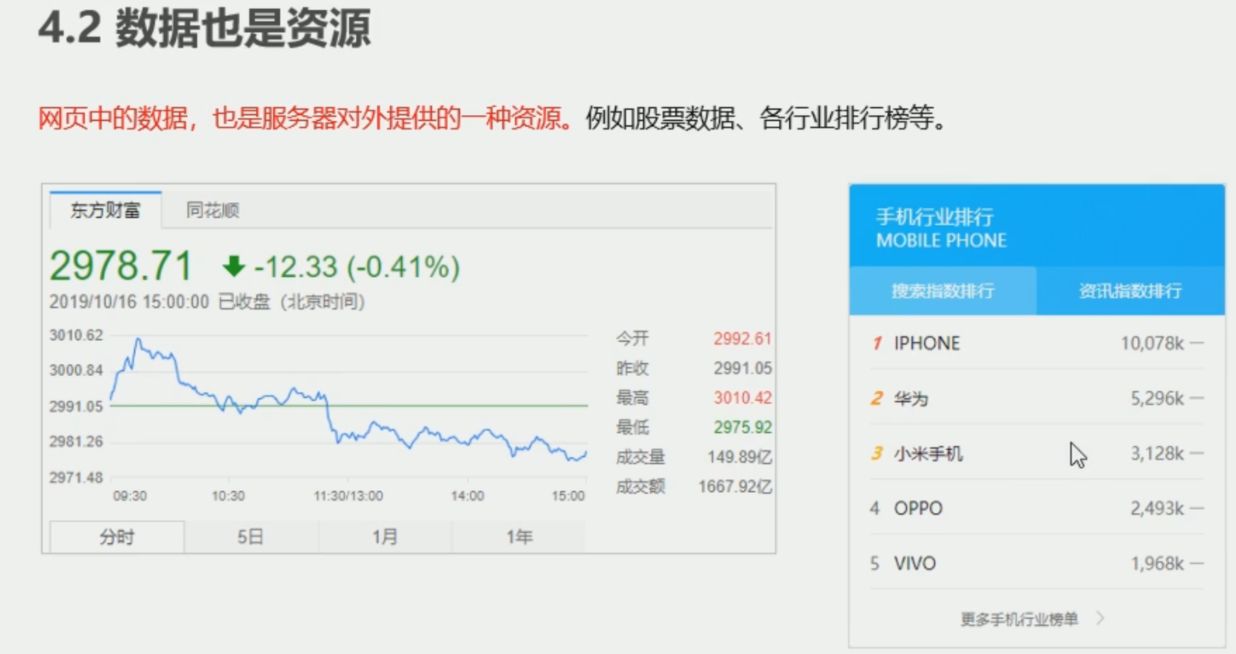 4.2 数据也是资源
网页中的数据，也是服务器对外提供的一种资源。例如股票数据、各行业排行榜等。
东方财富 同花顺
2978.71 -12.33 (-0.41%)
2019/10/16 15:00:00 已收盘 (北京时间)
3010.62
3000.84
2991.05
2981.26
2971.48
09:30 10:30 11:30/13:00 14:00 15:00
今开 2992.61
昨收 2991.05
最高 3010.42
最低 2975.92
成交量 149.89亿
成交额 1667.92亿
分时 5日 1月 1年
手机行业排行
MOBILE PHONE
搜索指数排行 资讯指数排行
1 IPHONE 10,078k
2 华为 5,296k
3 小米手机 3,128k
4 OPPO 2,493k
5 VIVO 1,968k
更多手机行业榜单